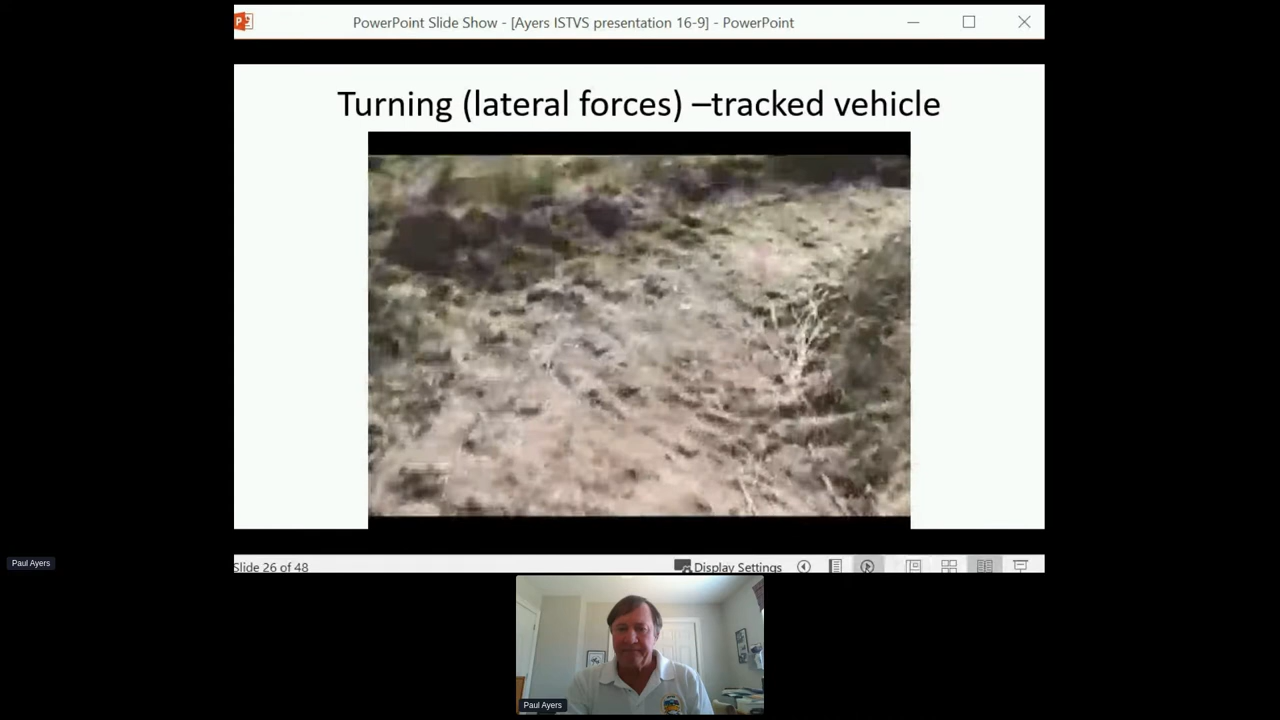 PowerPoint Slide Show - [Ayers ISTVS presentation 16-9] - PowerPoint
Turning (lateral forces) –tracked vehicle
Slide 26 of 48
Display Settings
Paul Ayers
Paul Ayers